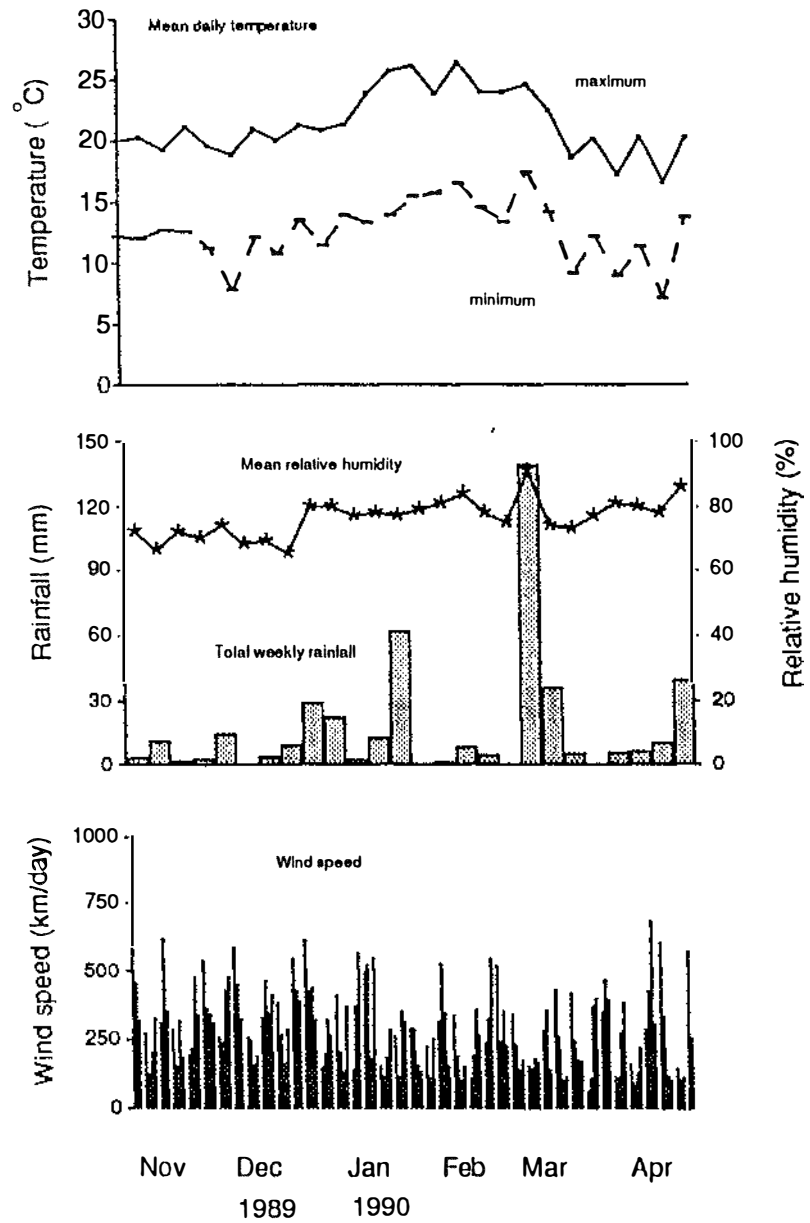 Mean daily temperature
maximum
minimum
Temperature (°C)
30
25
20
15
10
5
0
Mean relative humidity
Total weekly rainfall
Rainfall (mm)
150
120
90
60
30
0
Relative humidity (%)
100
80
60
40
20
0
Wind speed
Wind speed (km/day)
1000
750
500
250
0
Nov Dec Jan Feb Mar Apr
1989 1990